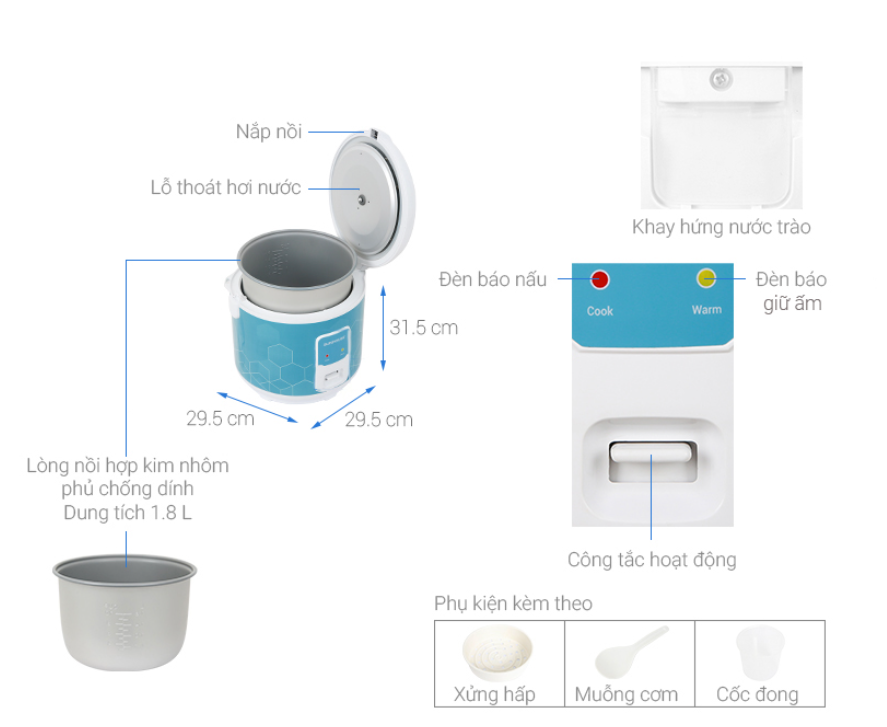 Nắp nồi
Lỗ thoát hơi nước
Khay hứng nước trào
Đèn báo nấu
Đèn báo
giữ ấm
Cook
Warm
31.5 cm
29.5 cm
29.5 cm
Lòng nồi hợp kim nhôm
phủ chống dính
Dung tích 1.8 L
Công tắc hoạt động
Phụ kiện kèm theo
Xửng hấp
Muỗng cơm
Cốc đong